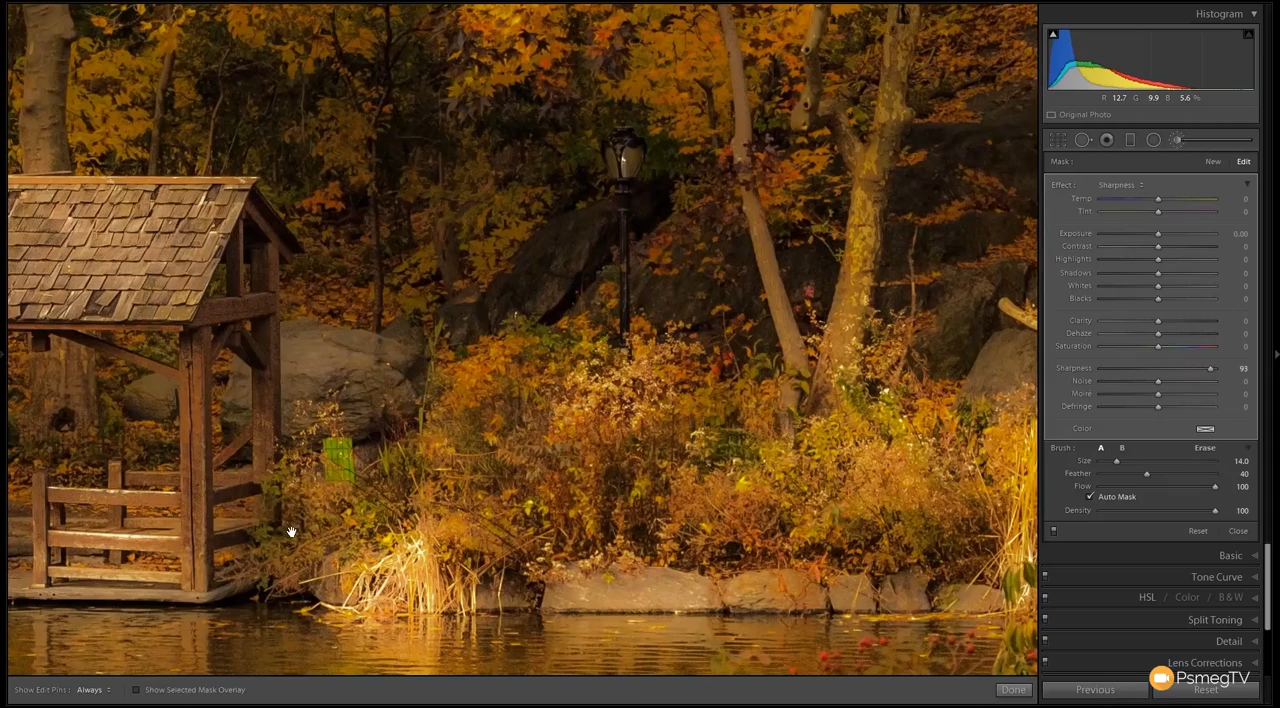 Histogram
R 12.7 G 9.9 B 5.6 %
Original Photo
Mask : New Edit
Effect : Sharpness
Temp 0
Tint 0
Exposure 0.00
Contrast 0
Highlights 0
Shadows 0
Whites 0
Blacks 0
Clarity 0
Dehaze 0
Saturation 0
Sharpness 93
Noise 0
Moiré 0
Defringe 0
Color
Brush : A B Erase
Size 14.0
Feather 40
Flow 100
Auto Mask
Density 100
Reset Close
Basic
Tone Curve
HSL / Color / B & W
Split Toning
Detail
Lens Corrections
PsmegTV
Show Edit Pins : Always Show Selected Mask Overlay Done Previous Reset